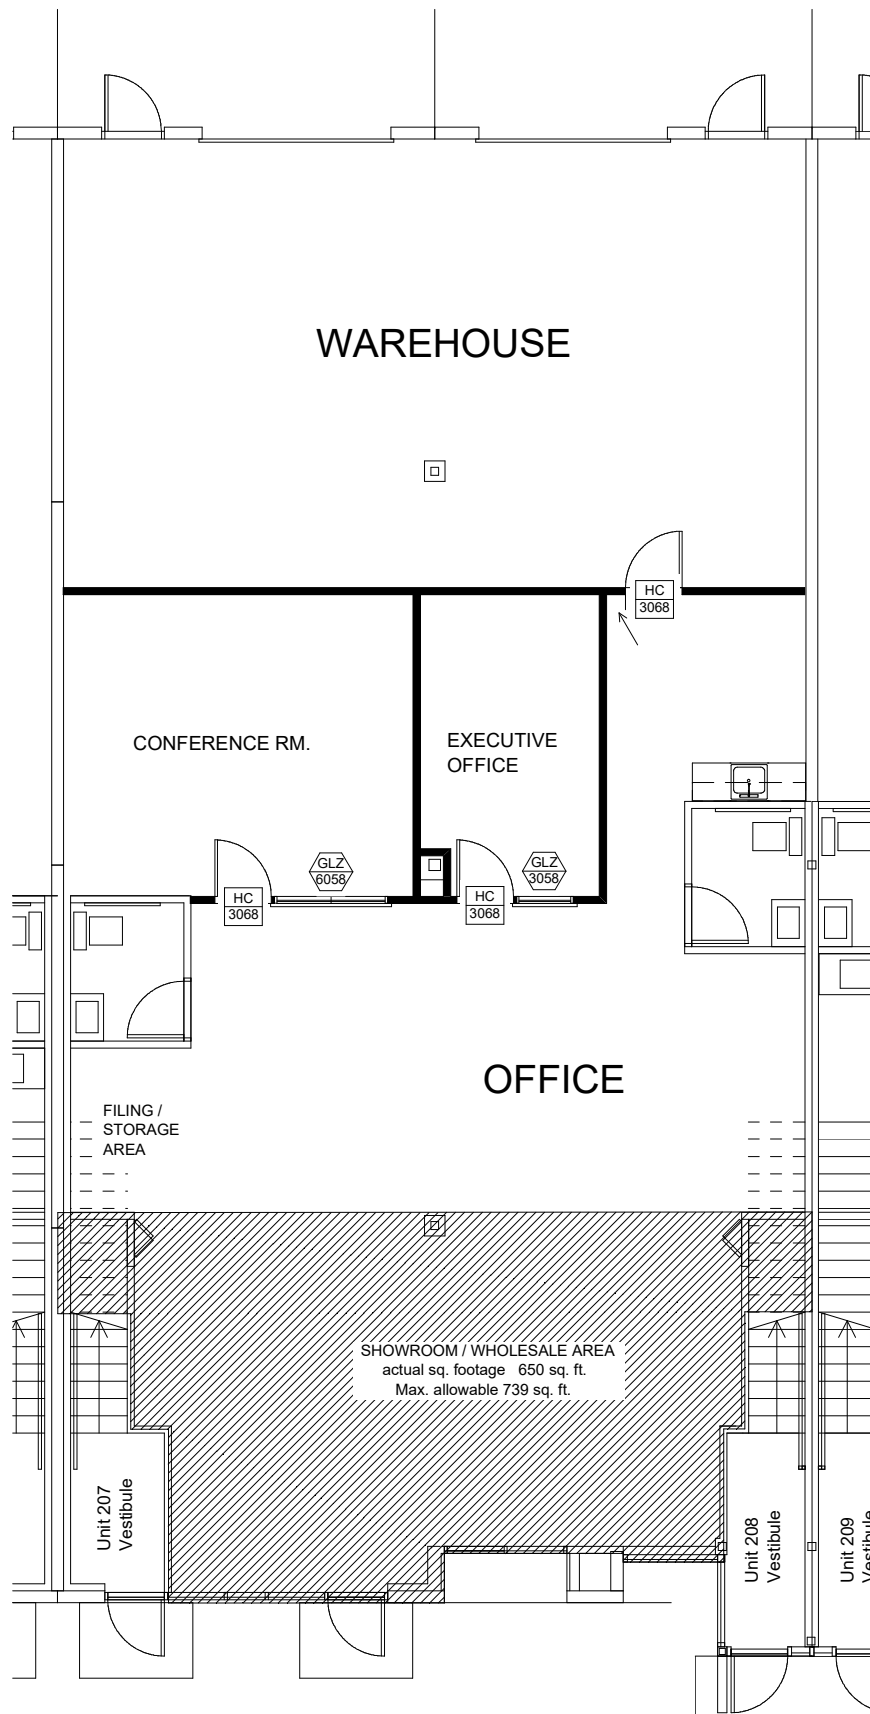 WAREHOUSE
HC
3068
CONFERENCE RM.
EXECUTIVE
OFFICE
GLZ
6058
GLZ
3058
HC
3068
HC
3068
OFFICE
FILING /
STORAGE
AREA
SHOWROOM / WHOLESALE AREA
actual sq. footage 650 sq. ft.
Max. allowable 739 sq. ft.
Unit 207
Vestibule
Unit 208
Vestibule
Unit 209
Vestibule